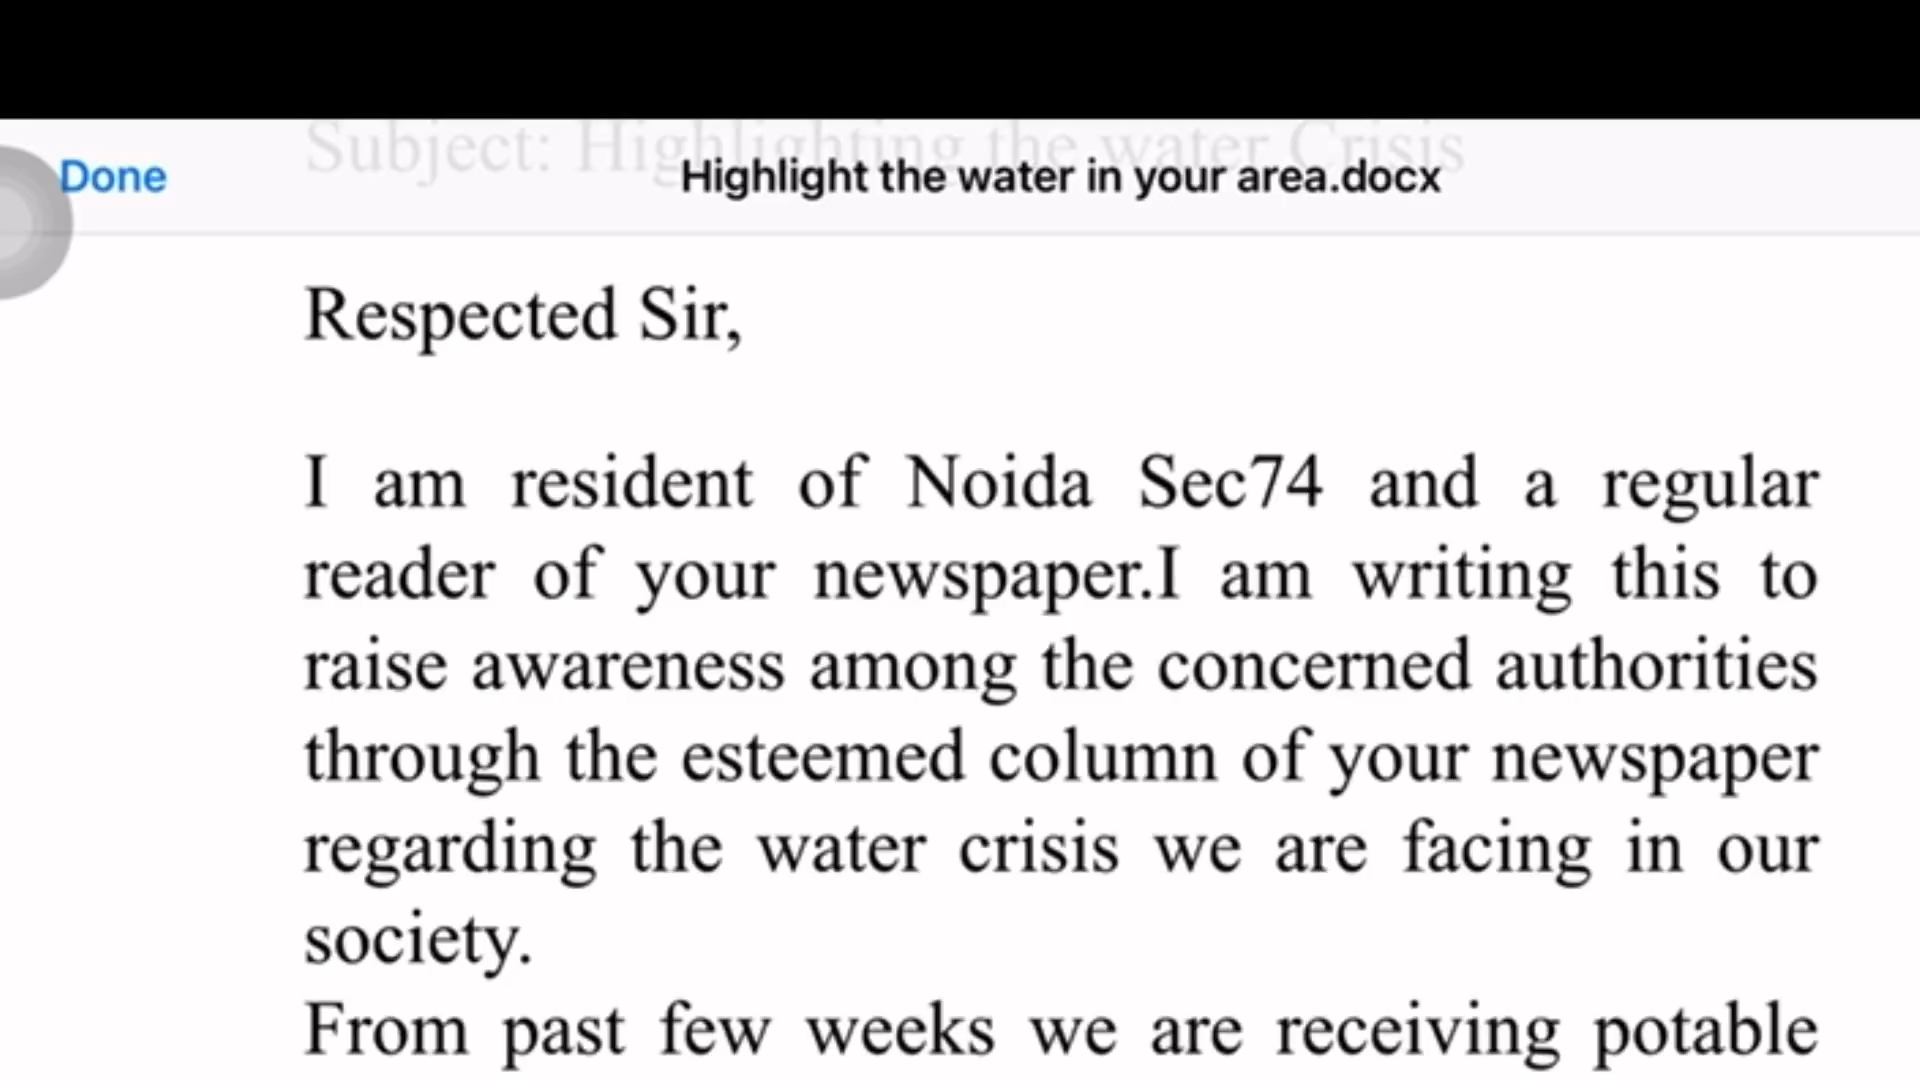 Subject: Highlighting the water Crisis
Done
Highlight the water in your area.docx
Respected Sir,
I am resident of Noida Sec74 and a regular
reader of your newspaper.I am writing this to
raise awareness among the concerned authorities
through the esteemed column of your newspaper
regarding the water crisis we are facing in our
society.
From past few weeks we are receiving potable